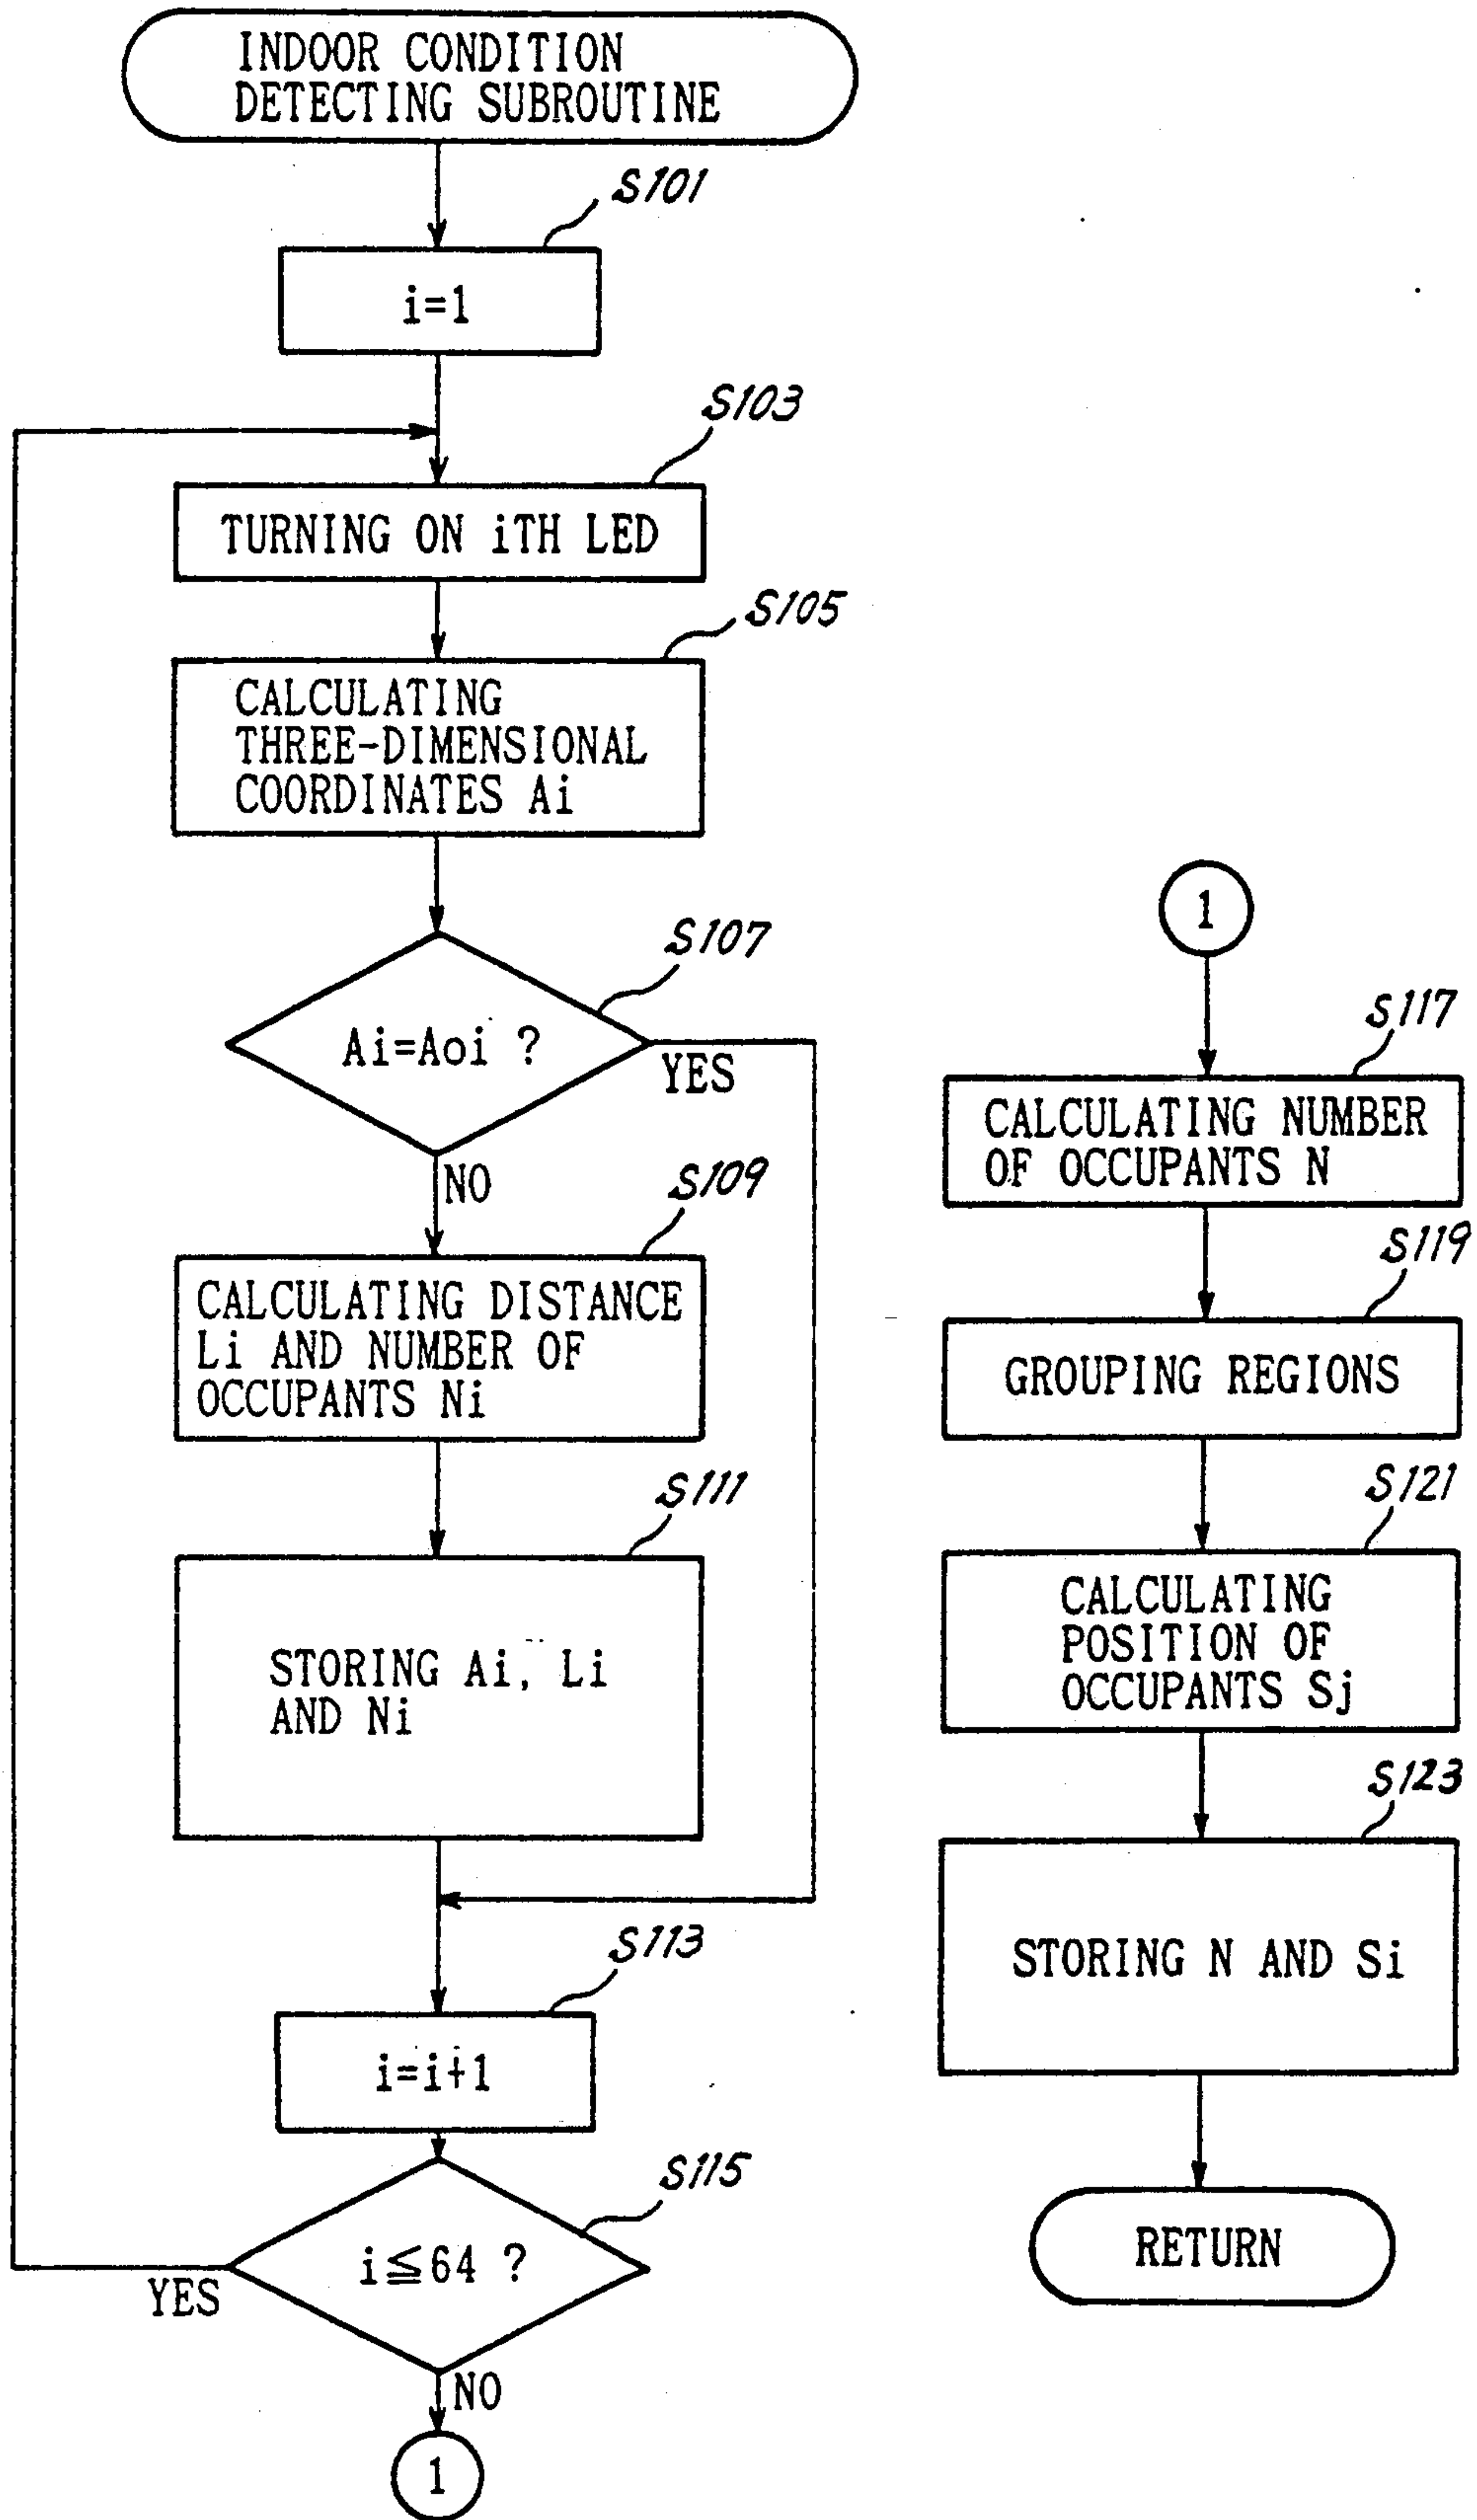 INDOOR CONDITION
DETECTING SUBROUTINE
S101
i=1
S103
TURNING ON iTH LED
S105
CALCULATING
THREE-DIMENSIONAL
COORDINATES Ai
S107
Ai=Aoi ?
YES
NO
S109
CALCULATING DISTANCE
Li AND NUMBER OF
OCCUPANTS Ni
S111
STORING Ai, Li
AND Ni
S113
i=i+1
S115
i≦64 ?
YES
NO
1
1
S117
CALCULATING NUMBER
OF OCCUPANTS N
S119
GROUPING REGIONS
S121
CALCULATING
POSITION OF
OCCUPANTS Sj
S123
STORING N AND Si
RETURN